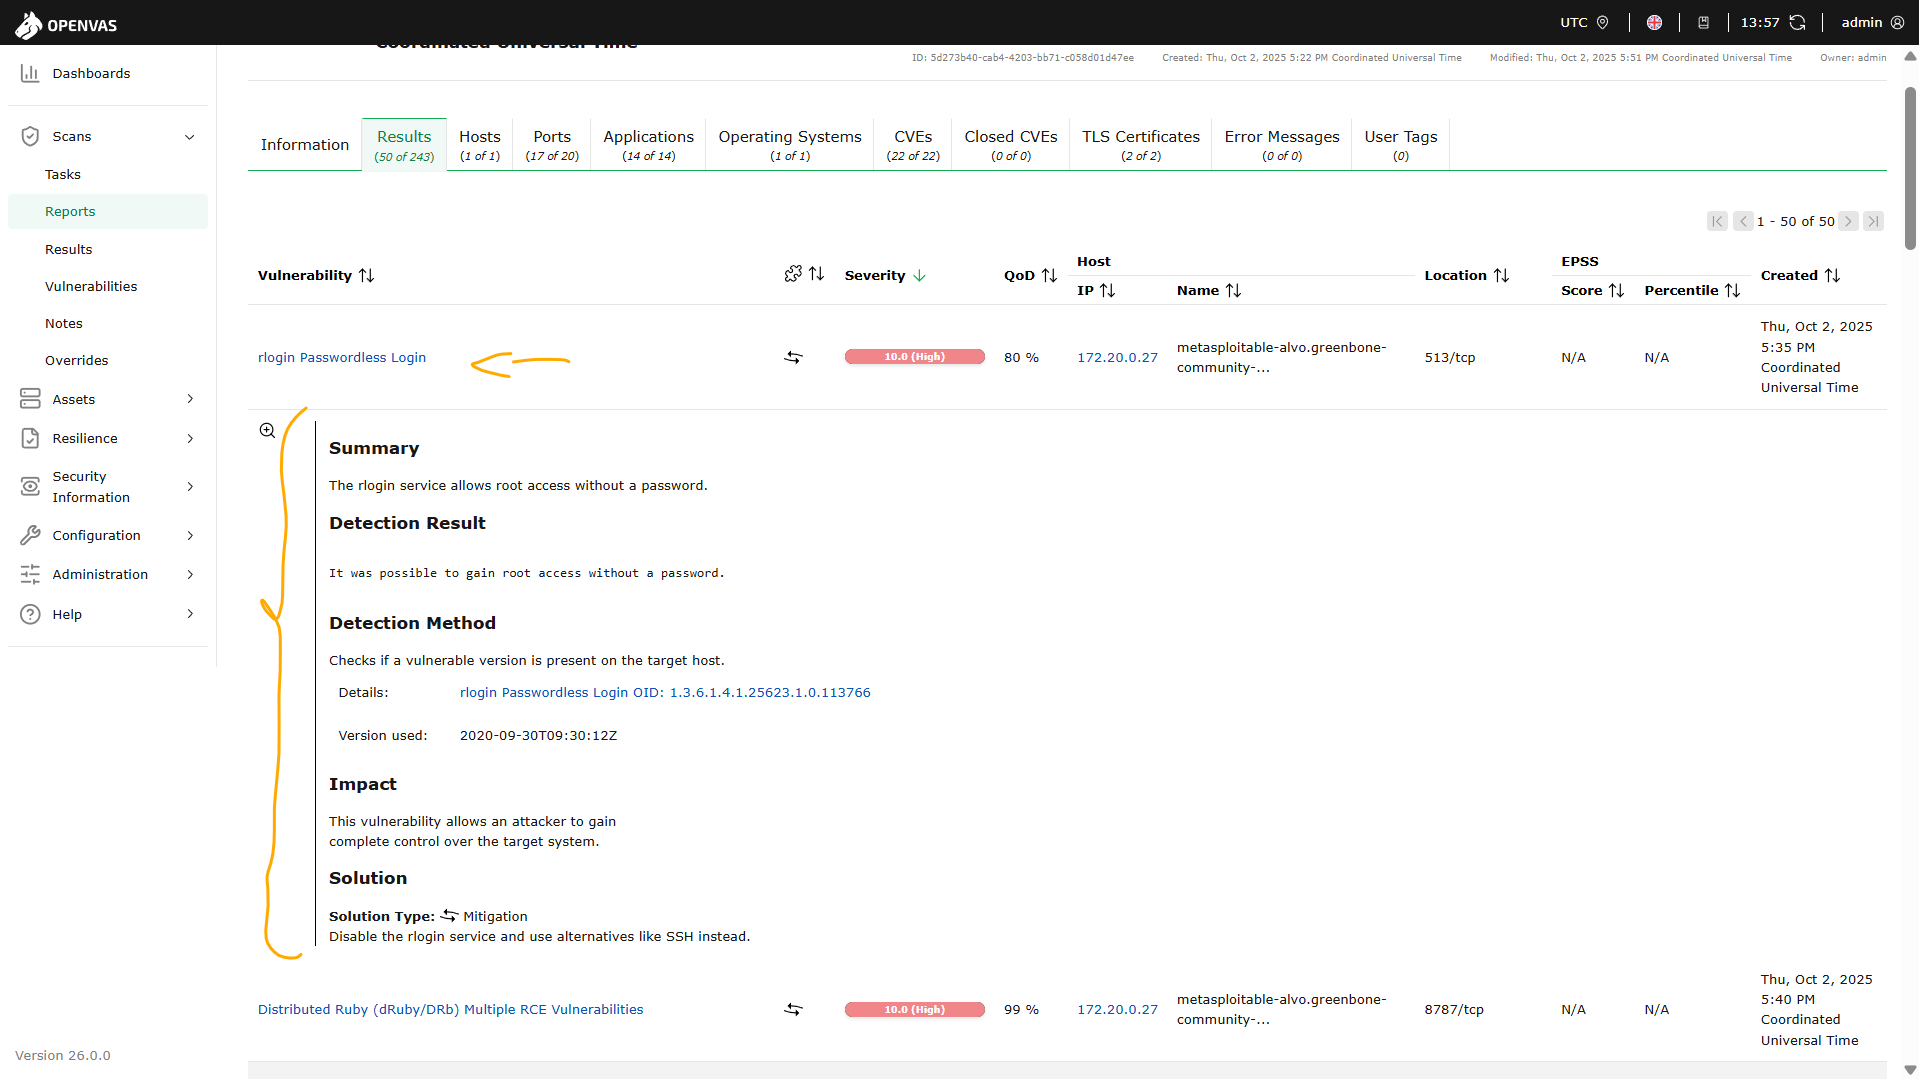 OPENVAS
UTC
13:57
admin
Coordinated Universal Time
ID: 5d273b40-cab4-4203-bb71-c058d01d47ee
Created: Thu, Oct 2, 2025 5:22 PM Coordinated Universal Time
Modified: Thu, Oct 2, 2025 5:51 PM Coordinated Universal Time
Owner: admin
Dashboards
Scans
Tasks
Reports
Results
Vulnerabilities
Notes
Overrides
Assets
Resilience
Security
Information
Configuration
Administration
Help
Version 26.0.0
Information
Results
(50 of 243)
Hosts
(1 of 1)
Ports
(17 of 20)
Applications
(14 of 14)
Operating Systems
(1 of 1)
CVEs
(22 of 22)
Closed CVEs
(0 of 0)
TLS Certificates
(2 of 2)
Error Messages
(0 of 0)
User Tags
(0)
1 - 50 of 50
Vulnerability
Severity
QoD
Host
IP
Name
Location
EPSS
Score
Percentile
Created
rlogin Passwordless Login
10.0 (High)
80 %
172.20.0.27
metasploitable-alvo.greenbone-
community-...
513/tcp
N/A
N/A
Thu, Oct 2, 2025
5:35 PM
Coordinated
Universal Time
Summary
The rlogin service allows root access without a password.
Detection Result
It was possible to gain root access without a password.
Detection Method
Checks if a vulnerable version is present on the target host.
Details: rlogin Passwordless Login OID: 1.3.6.1.4.1.25623.1.0.113766
Version used: 2020-09-30T09:30:12Z
Impact
This vulnerability allows an attacker to gain
complete control over the target system.
Solution
Solution Type: Mitigation
Disable the rlogin service and use alternatives like SSH instead.
Distributed Ruby (dRuby/DRb) Multiple RCE Vulnerabilities
10.0 (High)
99 %
172.20.0.27
metasploitable-alvo.greenbone-
community-...
8787/tcp
N/A
N/A
Thu, Oct 2, 2025
5:40 PM
Coordinated
Universal Time